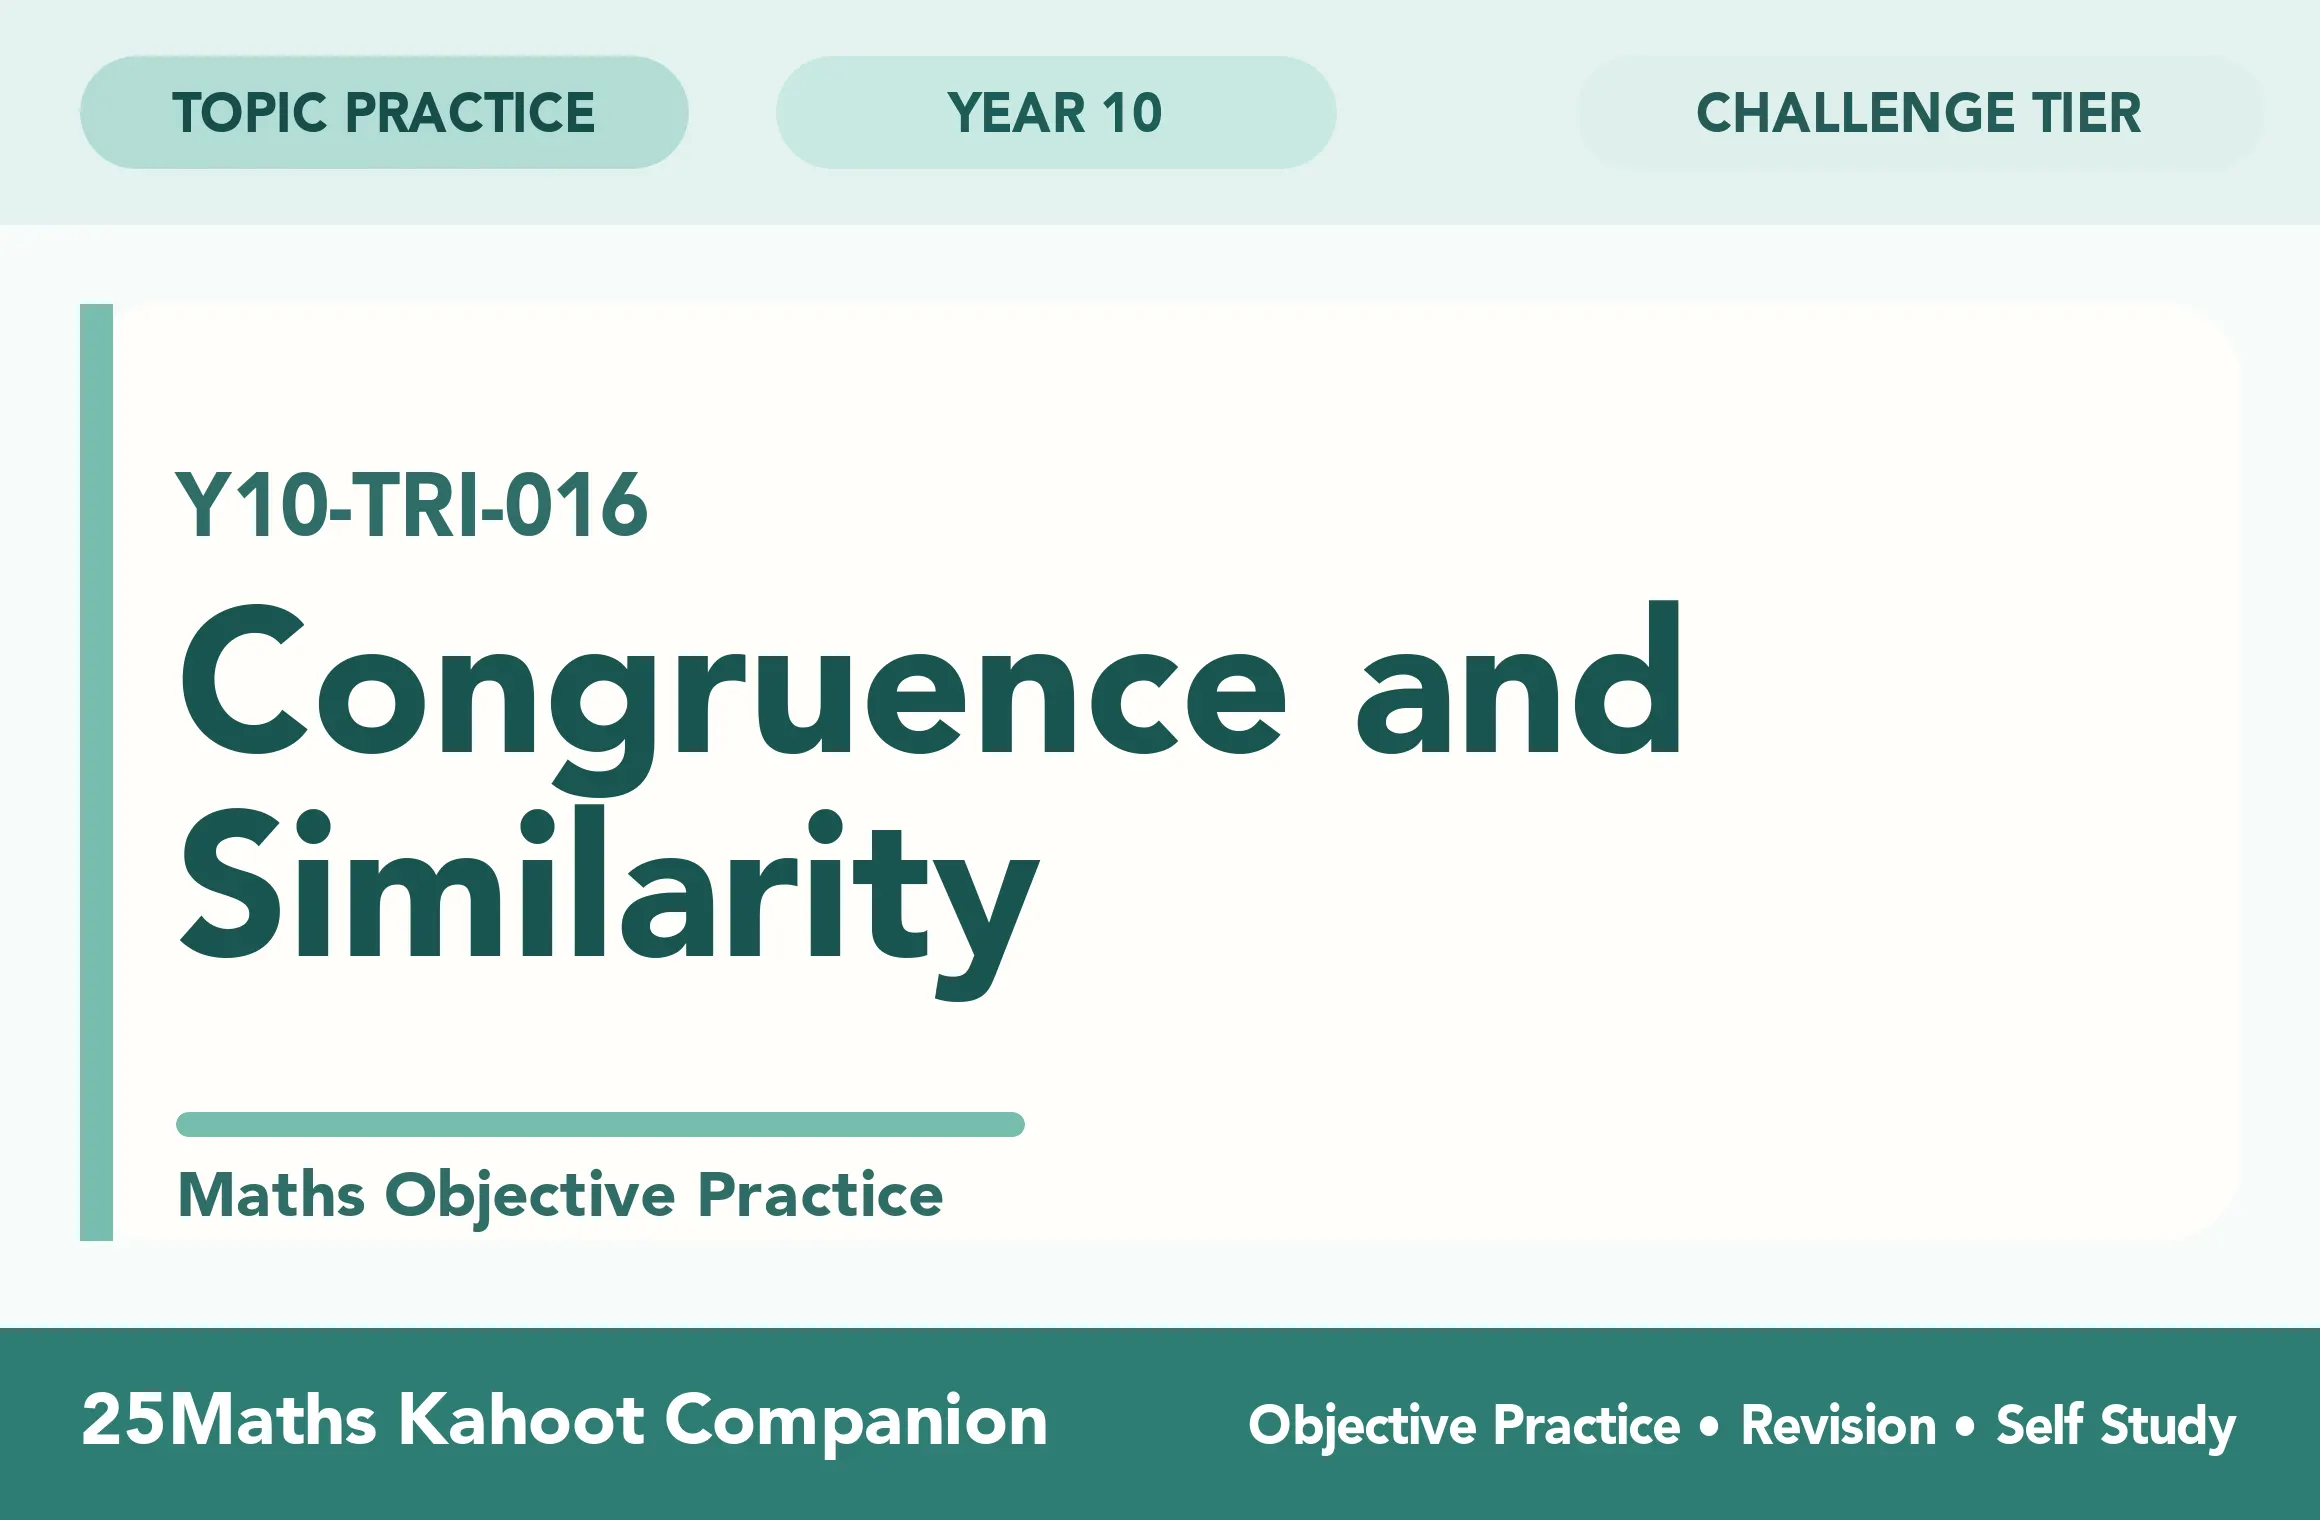 TOPIC PRACTICE
YEAR 10
CHALLENGE TIER
Y10-TRI-016
Congruence and
Similarity
Maths Objective Practice
25Maths Kahoot Companion
Objective Practice • Revision • Self Study